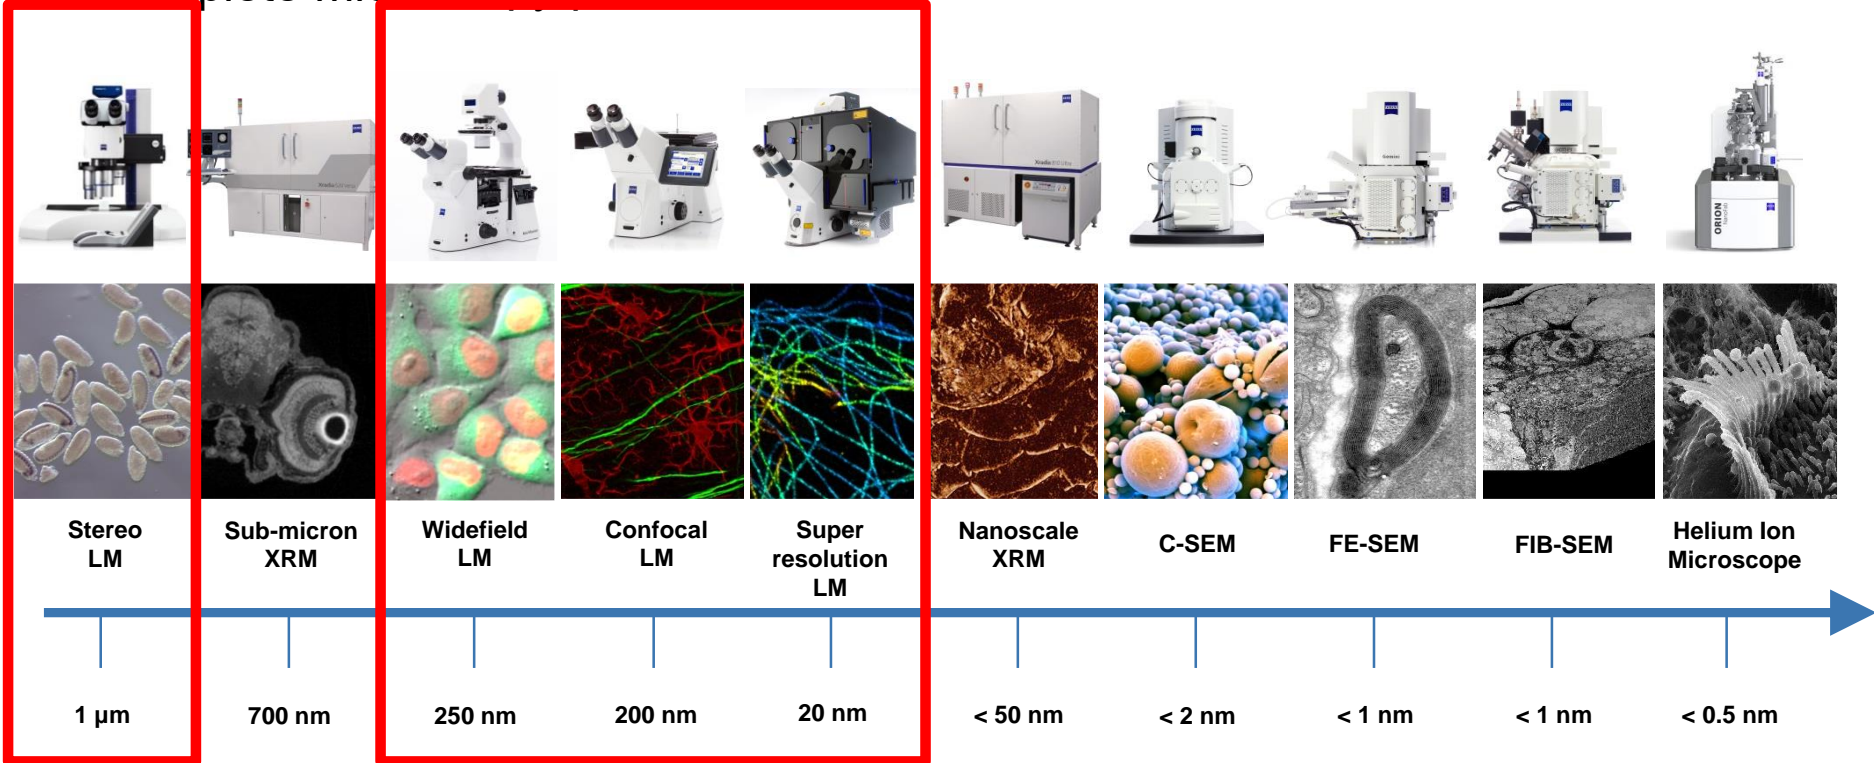 Stereo
LM
Sub-micron
XRM
Widefield
LM
Confocal
LM
Super
resolution
LM
Nanoscale
XRM
C-SEM
FE-SEM
FIB-SEM
Helium Ion
Microscope
1 µm
700 nm
250 nm
200 nm
20 nm
< 50 nm
< 2 nm
< 1 nm
< 1 nm
< 0.5 nm
ZEISS
ORION